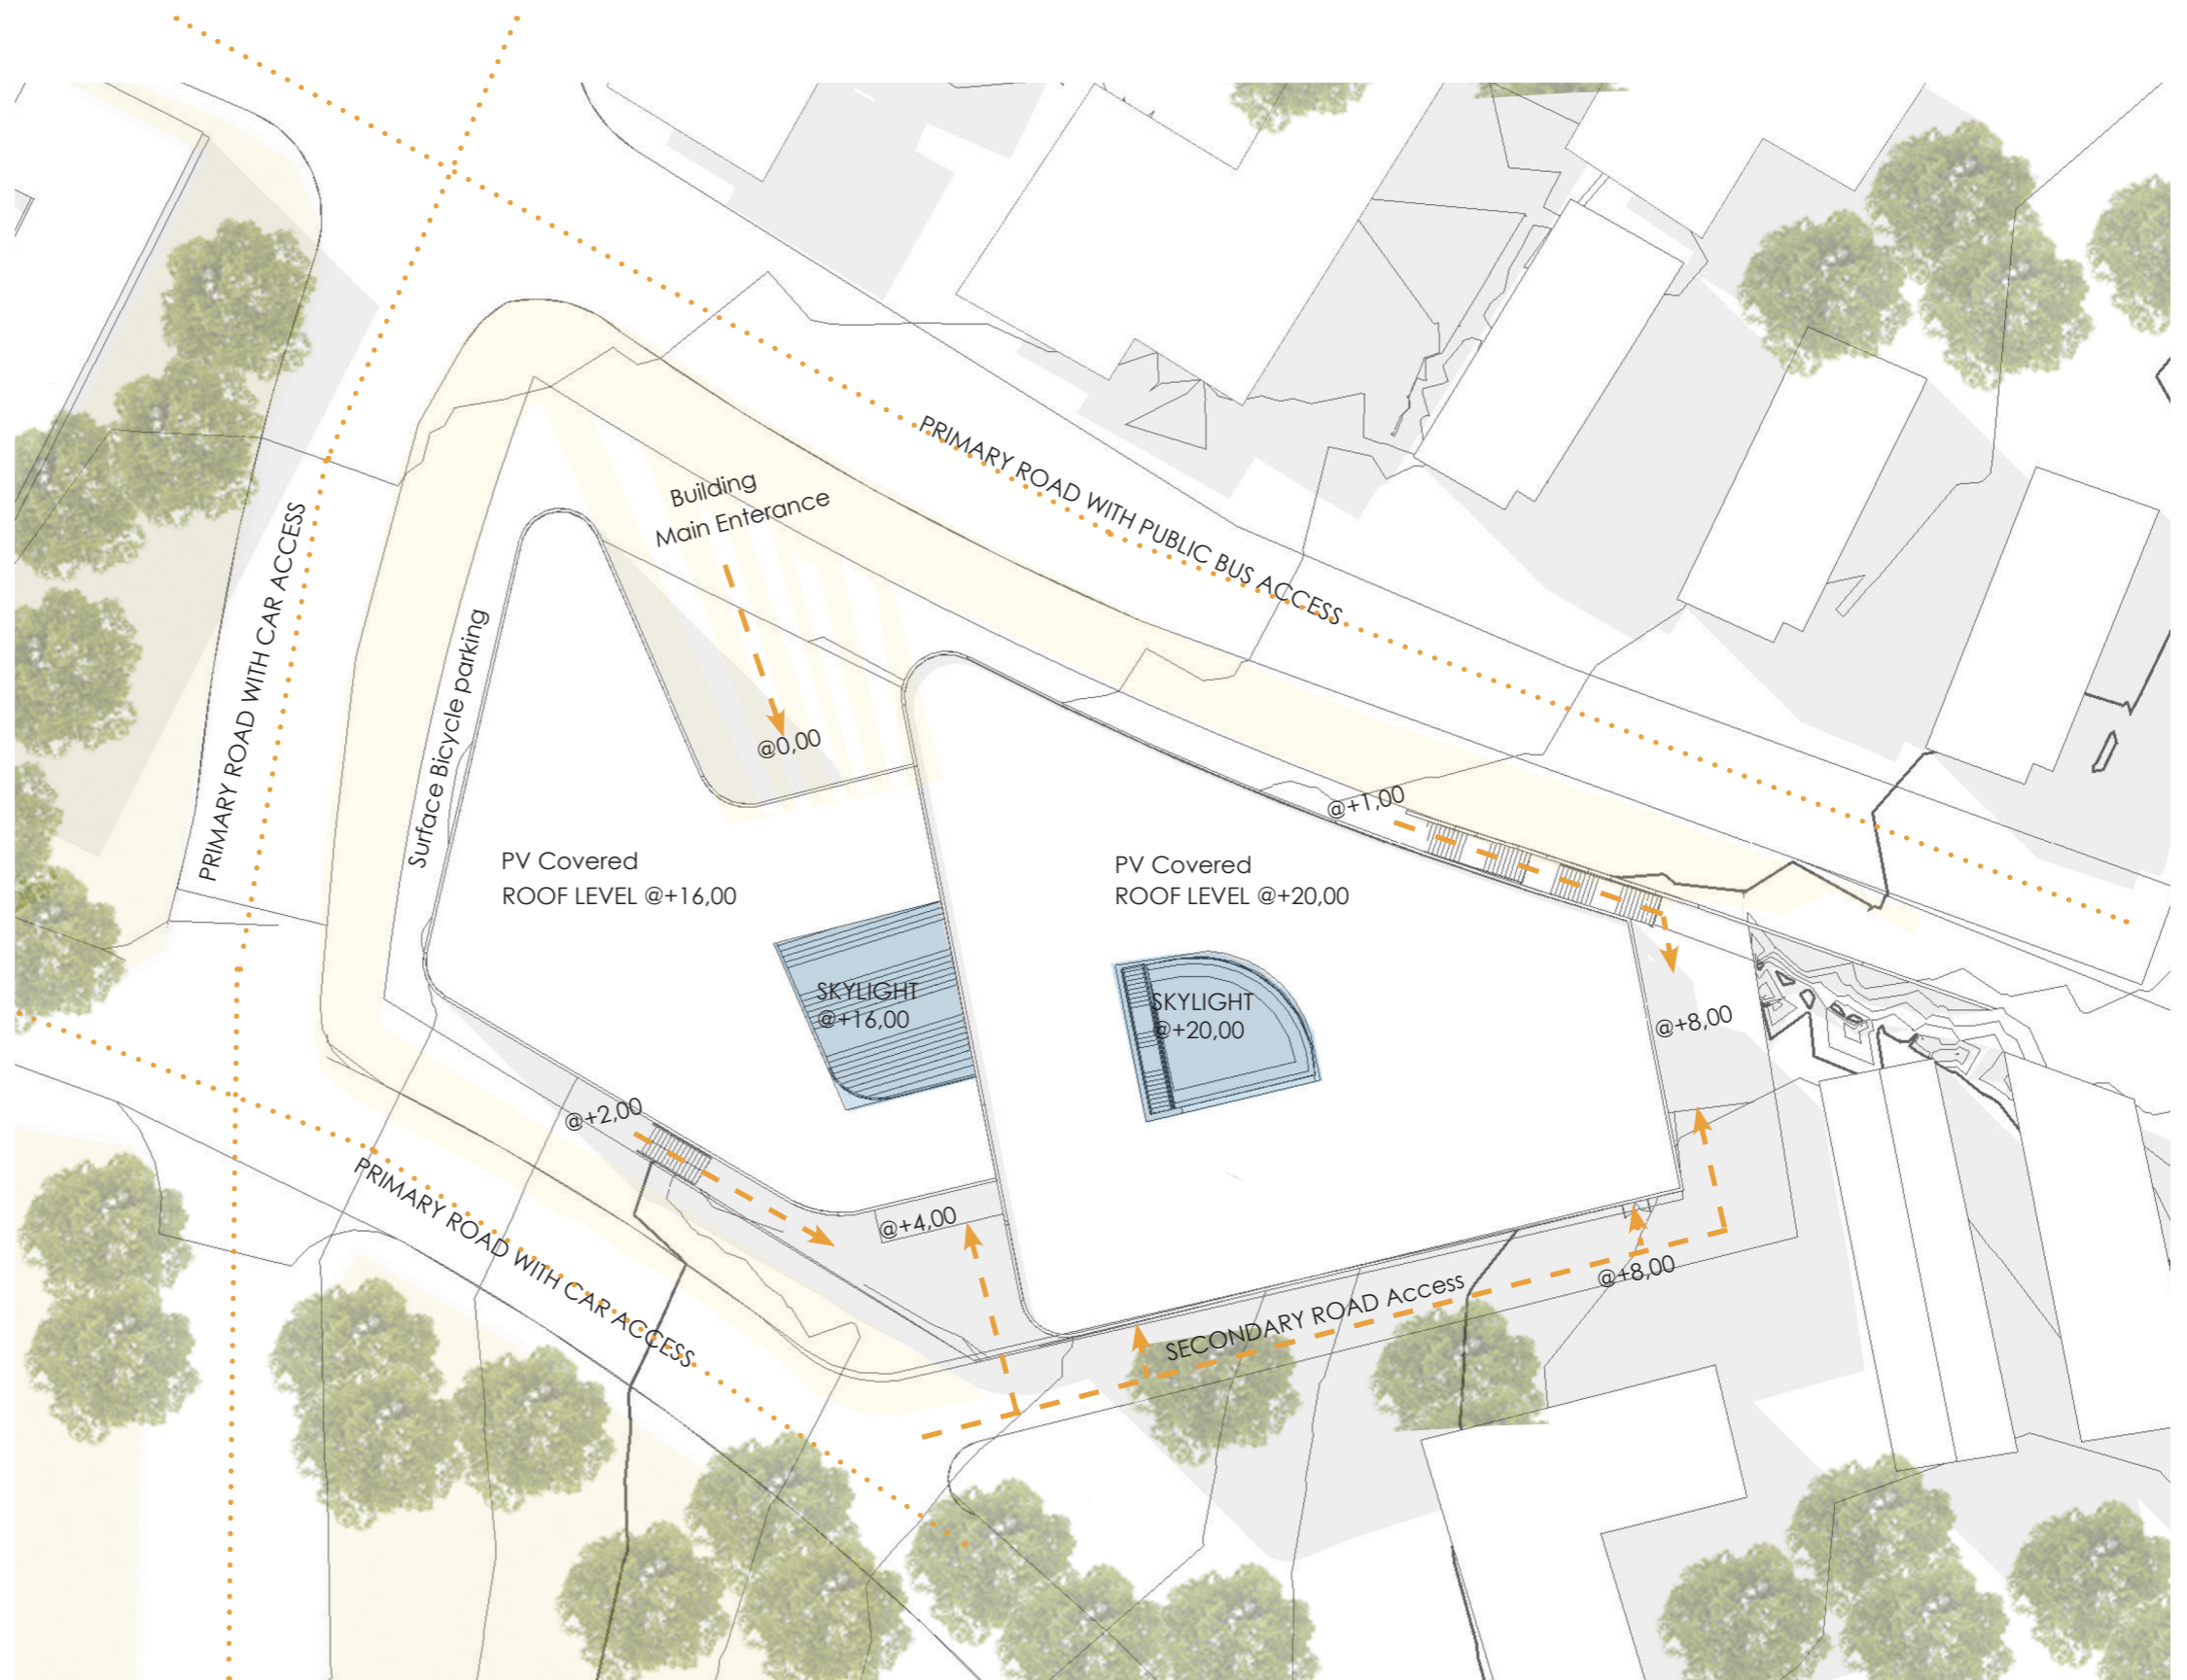 PRIMARY ROAD WITH PUBLIC BUS ACCESS
Building
Main Enterance
@0,00
PRIMARY ROAD WITH CAR ACCESS
Surface Bicycle parking
PV Covered
ROOF LEVEL @+16,00
PV Covered
ROOF LEVEL @+20,00
@+1,00
SKYLIGHT
@+16,00
SKYLIGHT
@+20,00
@+8,00
@+2,00
@+4,00
PRIMARY ROAD WITH CAR ACCESS
@+8,00
SECONDARY ROAD Access